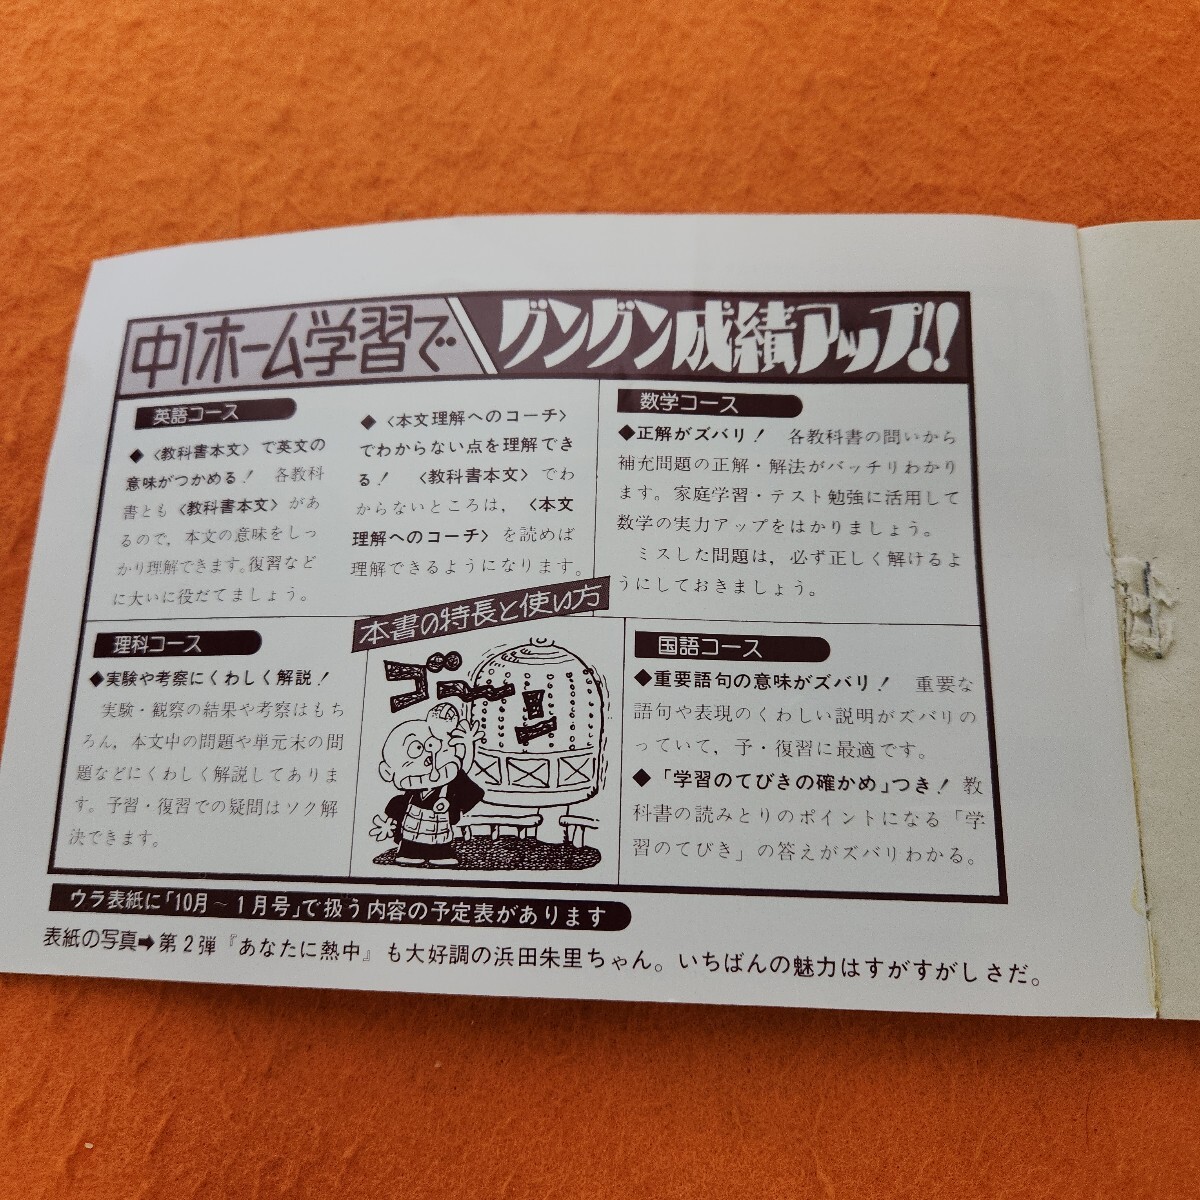 中1ホーム学習で グングン成績アップ!!
英語コース
◆〈教科書本文〉で英文の
意味がつかめる! 各教科
書とも〈教科書本文〉があ
るので,本文の意味をしっ
かり理解できます。復習など
に大いに役だてましょう。
◆〈本文理解へのコーチ〉
でわからない点を理解でき
る! 〈教科書本文〉でわ
からないところは,〈本文
理解へのコーチ〉を読めば
理解できるようになります。
数学コース
◆正解がズバリ! 各教科書の問いから
補充問題の正解・解法がバッチリわかり
ます。家庭学習・テスト勉強に活用して
数学の実力アップをはかりましょう。
ミスした問題は,必ず正しく解けるよ
うにしておきましょう。
本書の特長と使い方
理科コース
◆実験や考察にくわしく解説!
実験・観察の結果や考察はもち
ろん,本文中の問題や単元末の問
題などにくわしく解説してありま
す。予習・復習での疑問はソク解
決できます。
ゴーン
国語コース
◆重要語句の意味がズバリ! 重要な
語句や表現のくわしい説明がズバリの
っていて,予・復習に最適です。
◆「学習のてびきの確かめ」つき! 教
科書の読みとりのポイントになる「学
習のてびき」の答えがズバリわかる。
ウラ表紙に「10月～1月号」で扱う内容の予定表があります
表紙の写真➡第2弾『あなたに熱中』も大好調の浜田朱里ちゃん。いちばんの魅力はすがすがしさだ。